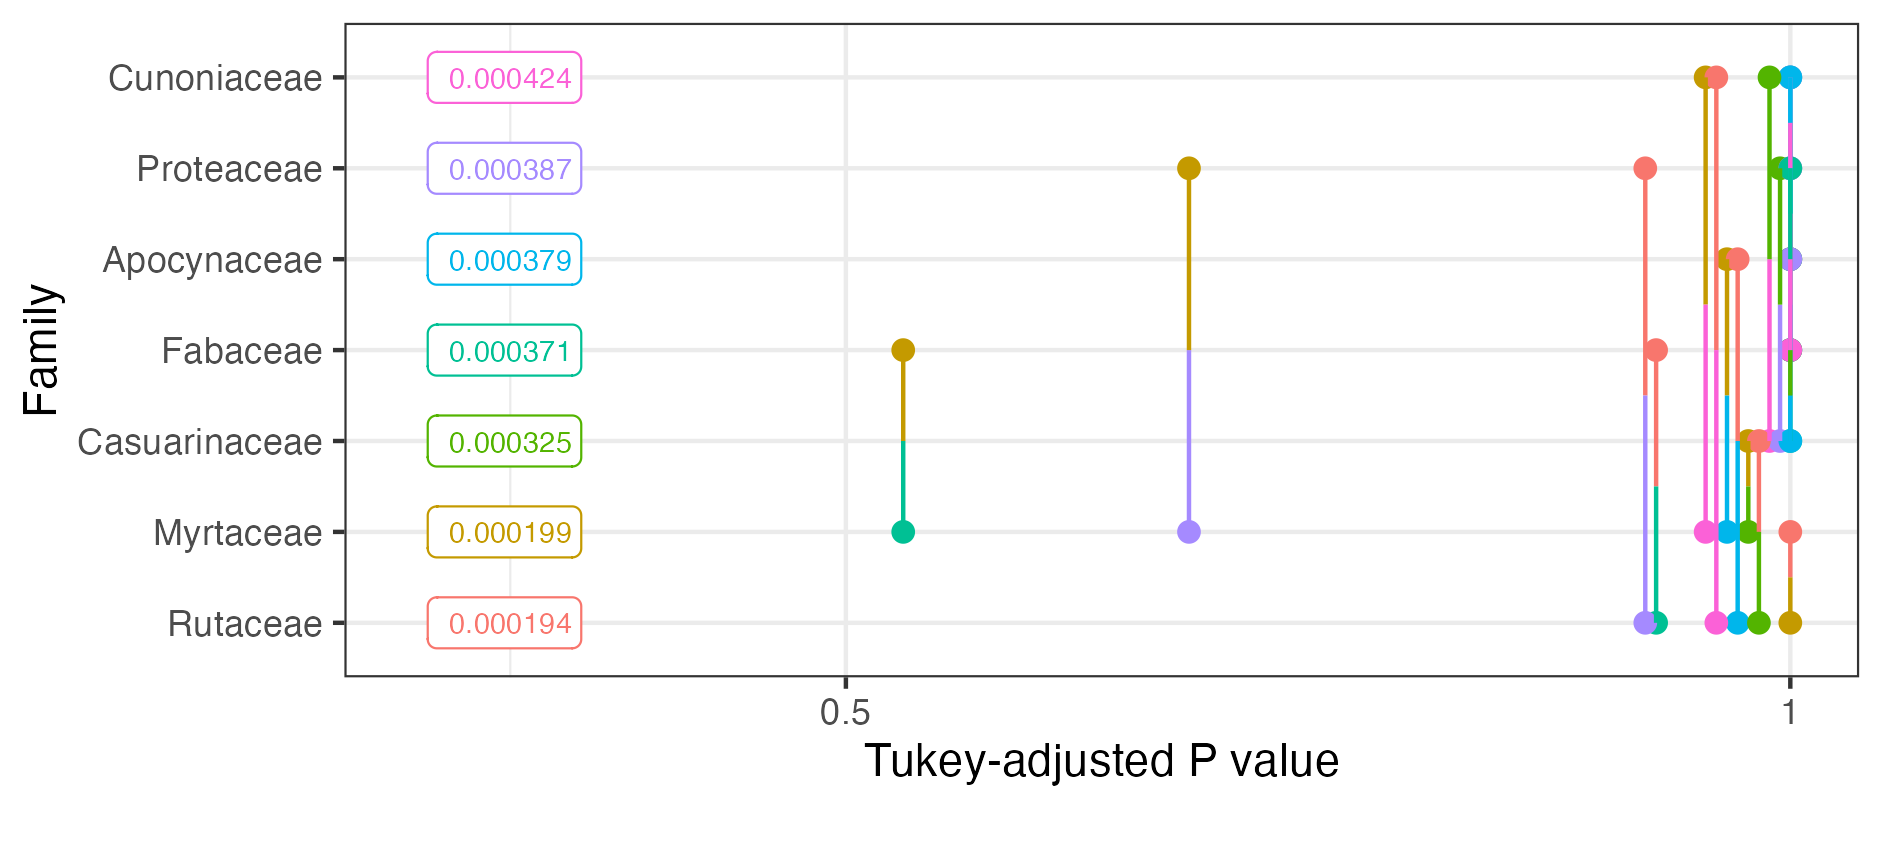 Family
Cunoniaceae 0.000424
Proteaceae 0.000387
Apocynaceae 0.000379
Fabaceae 0.000371
Casuarinaceae 0.000325
Myrtaceae 0.000199
Rutaceae 0.000194
0.5 1
Tukey-adjusted P value